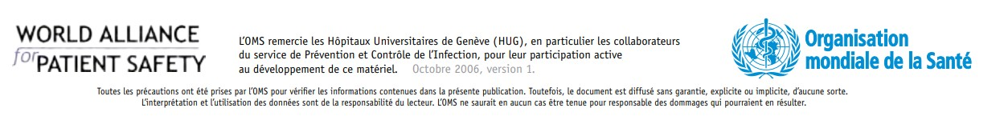 WORLD ALLIANCE
for PATIENT SAFETY
L'OMS remercie les Hôpitaux Universitaires de Genève (HUG), en particulier les collaborateurs
du service de Prévention et Contrôle de l'Infection, pour leur participation active
au développement de ce matériel. Octobre 2006, version 1.
Organisation
mondiale de la Santé
Toutes les précautions ont été prises par l'OMS pour vérifier les informations contenues dans la présente publication. Toutefois, le document est diffusé sans garantie, explicite ou implicite, d'aucune sorte.
L'interprétation et l'utilisation des données sont de la responsabilité du lecteur. L'OMS ne saurait en aucun cas être tenue pour responsable des dommages qui pourraient en résulter.